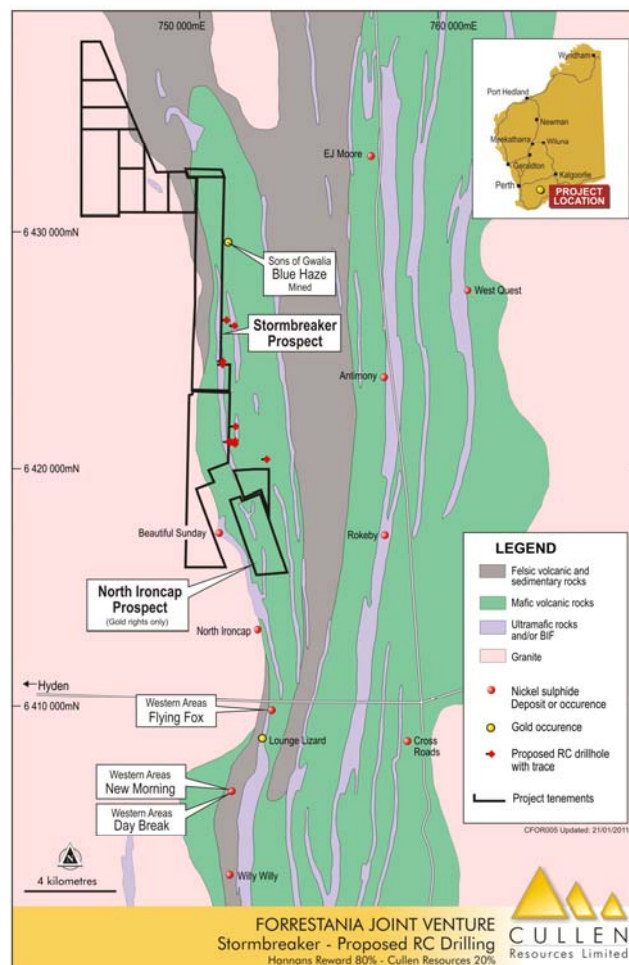 750 000mE
760 000mE
Wyndham
Port Hedland
Newman
Meekatharra
Wiluna
Geraldton
Kalgoorlie
Perth
PROJECT
LOCATION
EJ Moore
6 430 000mN
Sons of Gwalia
Blue Haze
Mined
West Quest
Stormbreaker
Prospect
Antimony
6 420 000mN
Beautiful Sunday
Rokeby
North Ironcap
Prospect
(Gold rights only)
North Ironcap
Hyden
6 410 000mN
Western Areas
Flying Fox
Lounge Lizard
Cross
Roads
Western Areas
New Morning
Western Areas
Day Break
Willy Willy
N
4 kilometres
LEGEND
Felsic volcanic and
sedimentary rocks
Mafic volcanic rocks
Ultramafic rocks
and/or BIF
Granite
Nickel sulphide
Deposit or occurence
Gold occurence
Proposed RC drillhole
with trace
Project tenements
CFOR005 Updated: 21/01/2011
FORRESTANIA JOINT VENTURE
Stormbreaker - Proposed RC Drilling
Hannans Reward 80% - Cullen Resources 20%
CULLEN
Resources Limited